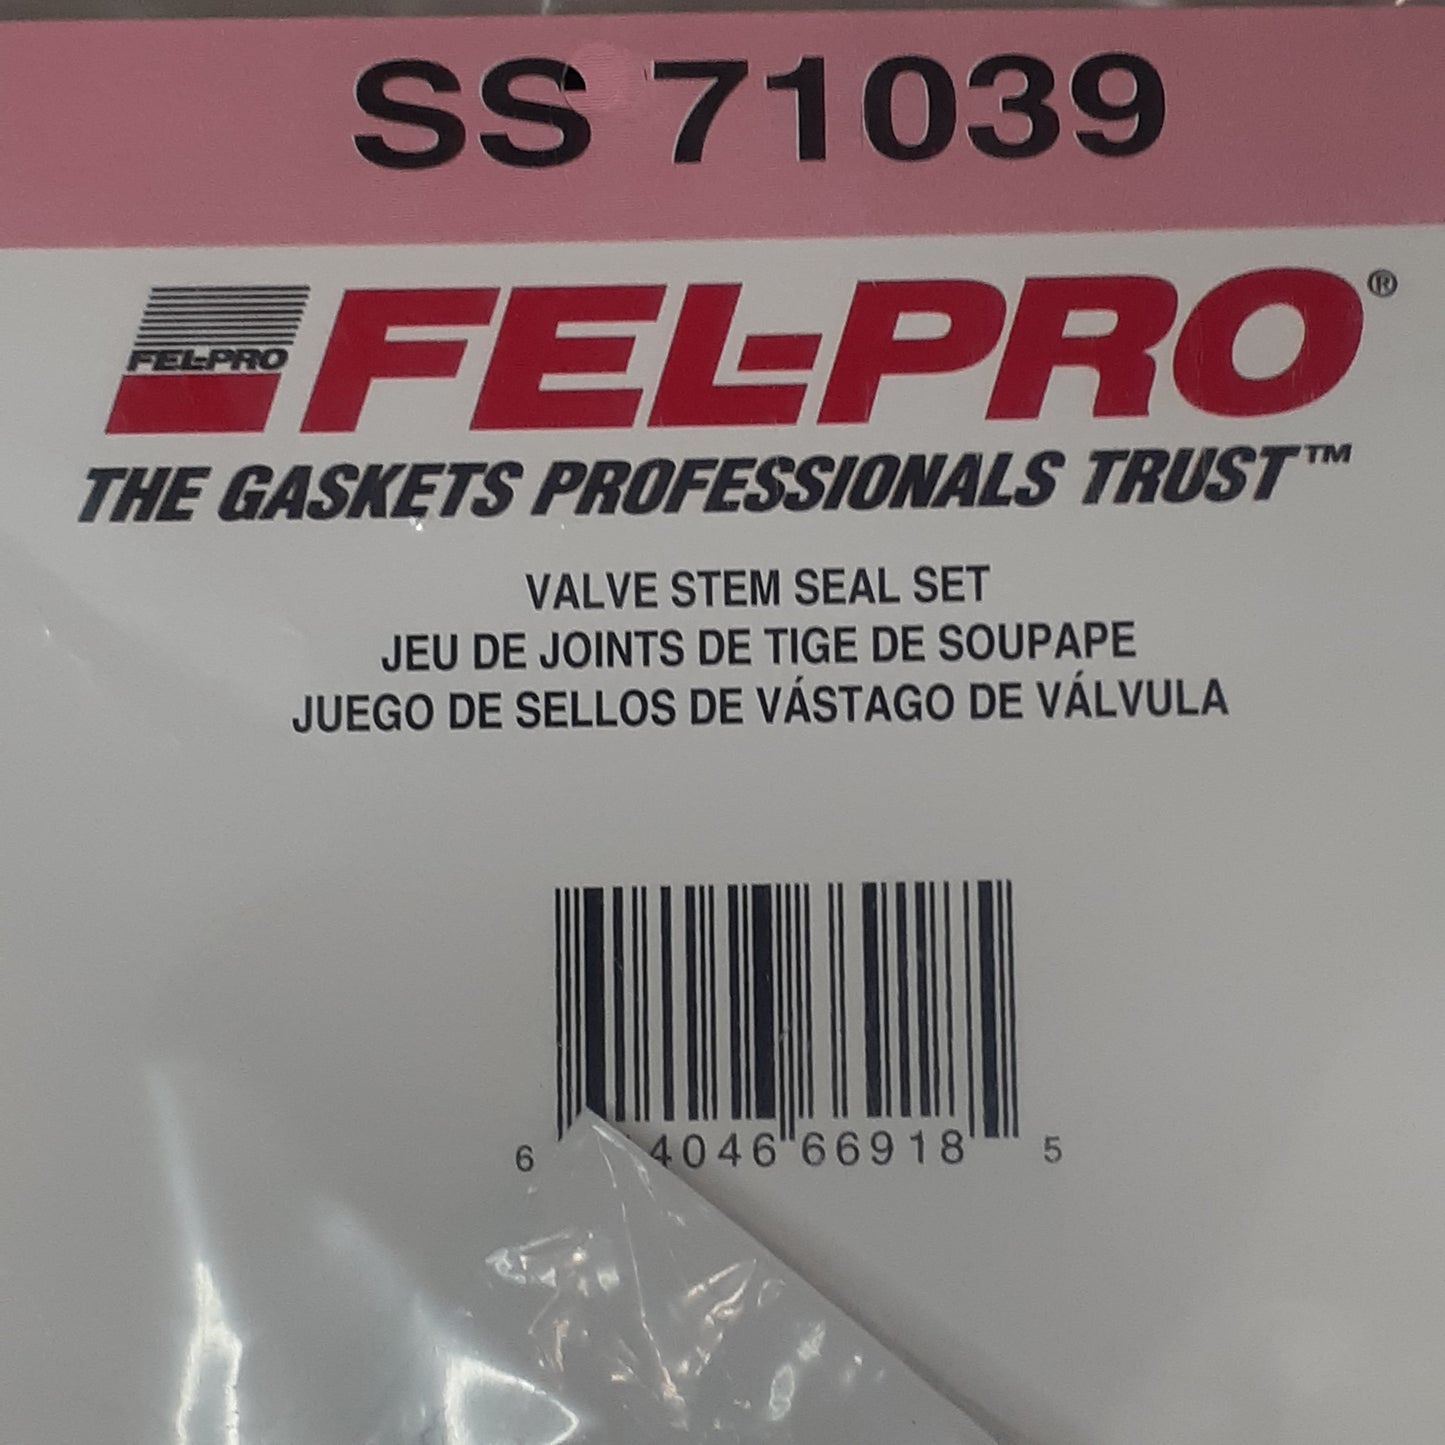 SS 71039
FEL-PRO
FEL-PRO®
THE GASKETS PROFESSIONALS TRUST™
VALVE STEM SEAL SET
JEU DE JOINTS DE TIGE DE SOUPAPE
JUEGO DE SELLOS DE VÁSTAGO DE VÁLVULA
6 4046 66918 5